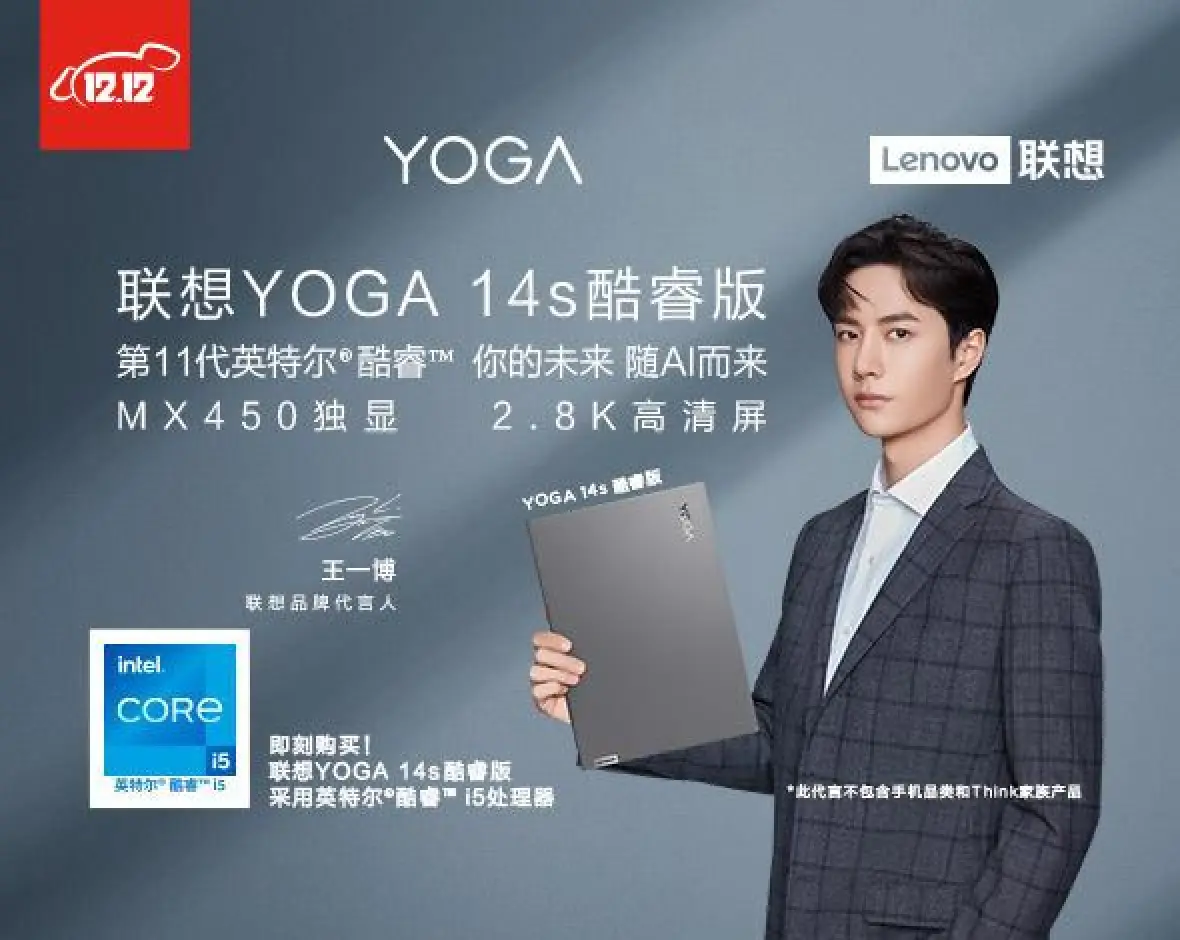 12.12
YOGA
Lenovo 联想
联想YOGA 14s酷睿版
第11代英特尔®酷睿™ 你的未来 随AI而来
MX450独显 2.8K高清屏
YOGA 14s 酷睿版
YOGA
王一博
联想品牌代言人
intel.
CORE
i5
英特尔® 酷睿™ i5
即刻购买!
联想YOGA 14s酷睿版
采用英特尔®酷睿™ i5处理器
*此代言不包含手机品类和Think家族产品